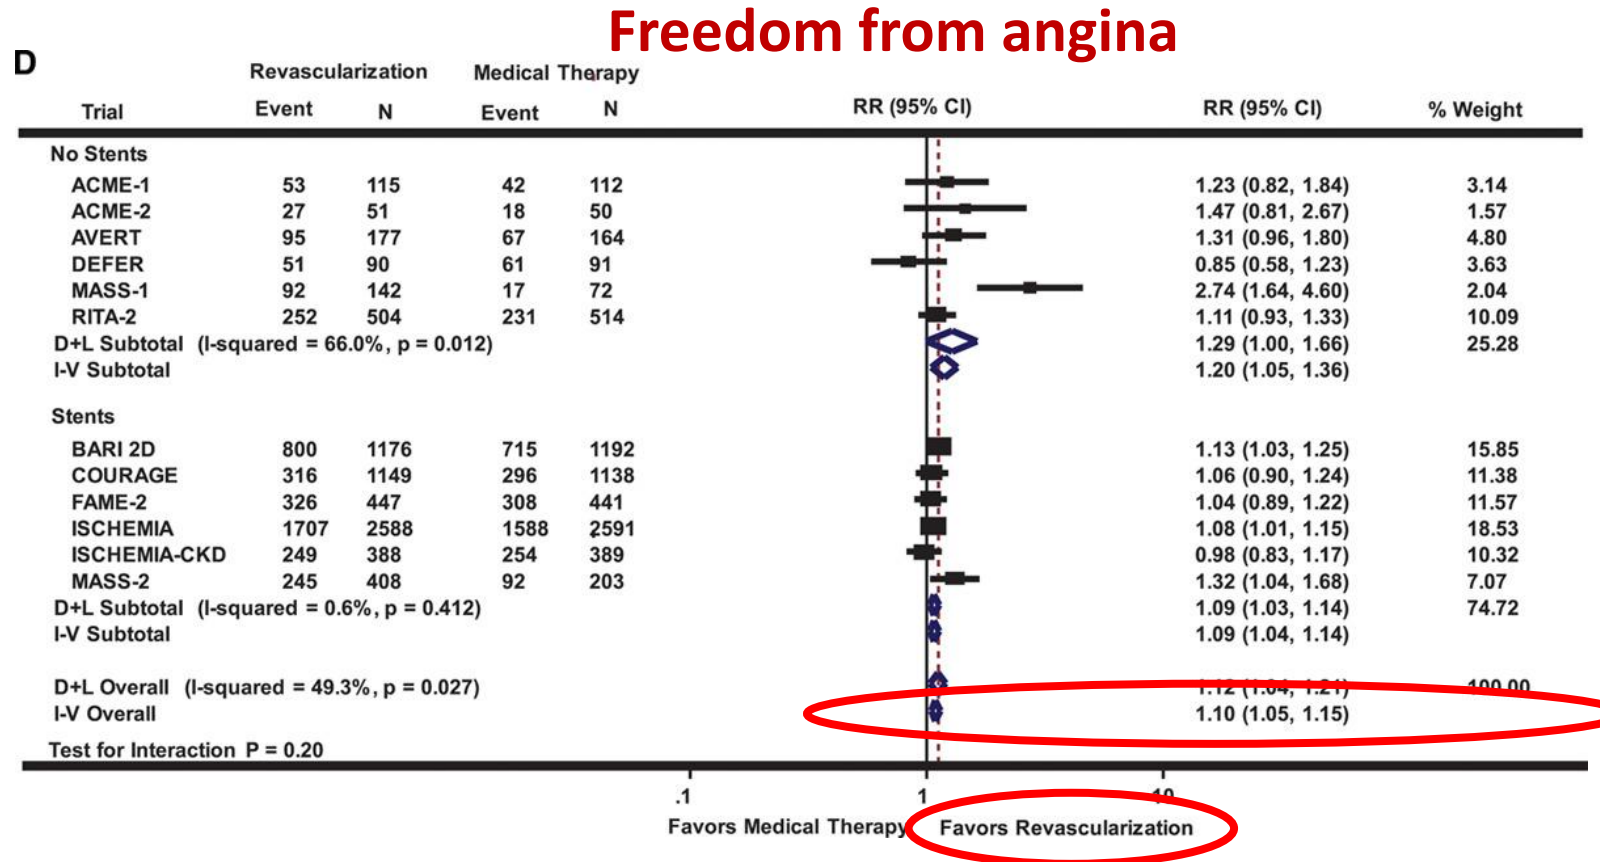 Freedom from angina
D
Revascularization Medical Therapy
Trial Event N Event N RR (95% CI) RR (95% CI) % Weight
No Stents
ACME-1 53 115 42 112 1.23 (0.82, 1.84) 3.14
ACME-2 27 51 18 50 1.47 (0.81, 2.67) 1.57
AVERT 95 177 67 164 1.31 (0.96, 1.80) 4.80
DEFER 51 90 61 91 0.85 (0.58, 1.23) 3.63
MASS-1 92 142 17 72 2.74 (1.64, 4.60) 2.04
RITA-2 252 504 231 514 1.11 (0.93, 1.33) 10.09
D+L Subtotal (I-squared = 66.0%, p = 0.012) 1.29 (1.00, 1.66) 25.28
I-V Subtotal 1.20 (1.05, 1.36)
Stents
BARI 2D 800 1176 715 1192 1.13 (1.03, 1.25) 15.85
COURAGE 316 1149 296 1138 1.06 (0.90, 1.24) 11.38
FAME-2 326 447 308 441 1.04 (0.89, 1.22) 11.57
ISCHEMIA 1707 2588 1588 2591 1.08 (1.01, 1.15) 18.53
ISCHEMIA-CKD 249 388 254 389 0.98 (0.83, 1.17) 10.32
MASS-2 245 408 92 203 1.32 (1.04, 1.68) 7.07
D+L Subtotal (I-squared = 0.6%, p = 0.412) 1.09 (1.03, 1.14) 74.72
I-V Subtotal 1.09 (1.04, 1.14)
D+L Overall (I-squared = 49.3%, p = 0.027) 1.12 (1.04, 1.21) 100.00
I-V Overall 1.10 (1.05, 1.15)
Test for Interaction P = 0.20
.1 1 10
Favors Medical Therapy Favors Revascularization